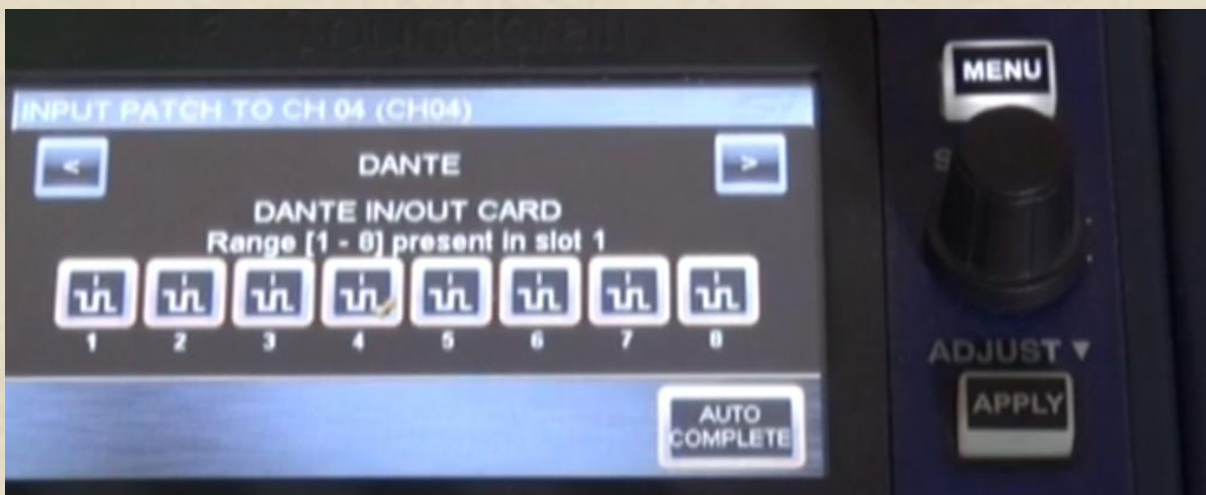 Soundcraft
MENU
INPUT PATCH TO CH 04 (CH04)
< DANTE >
DANTE IN/OUT CARD
Range [1 - 8] present in slot 1
1 2 3 4 5 6 7 8
ADJUST ▼
APPLY
AUTO
COMPLETE